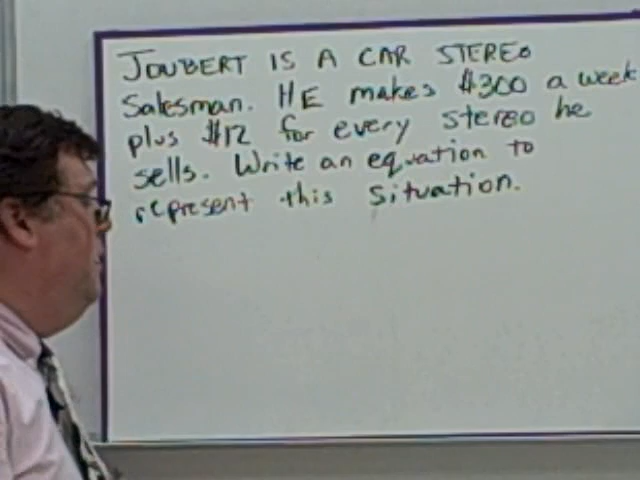 JOUBERT IS A CAR STEREO
Salesman. HE makes $300 a week
plus $12 for every stereo he
sells. Write an equation to
represent this situation.